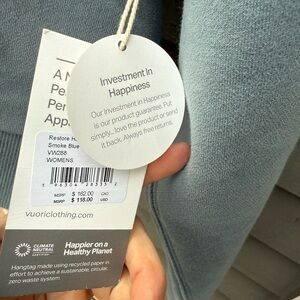 Investment In
Happiness
Our Investment in Happiness
is our product guarantee. Put
simply... love the product or send
it back. Always free returns.
A N
Pe
Per
App
Restore H
Smoke Blue
VW288
WOMENS
MSRP $ 162.00 CAD
MSRP $ 118.00 USD
vuoriclothing.com
CLIMATE
NEUTRAL
CERTIFIED
Happier on a
Healthy Planet
Hangtag made using recycled paper in
effort to achieve a sustainable, circular,
zero waste system.